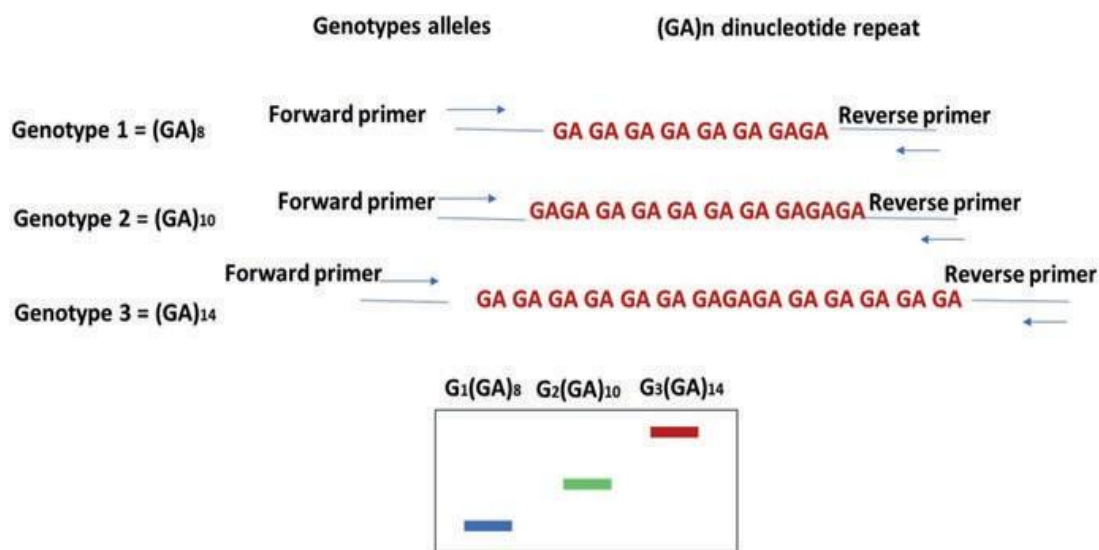 Genotypes alleles (GA)n dinucleotide repeat
Forward primer Reverse primer
Genotype 1 = (GA)8 GA GA GA GA GA GA GAGA
Forward primer Reverse primer
Genotype 2 = (GA)10 GAGA GA GA GA GA GA GAGAGA
Forward primer Reverse primer
Genotype 3 = (GA)14 GA GA GA GA GA GA GAGAGA GA GA GA GA GA
G1(GA)8 G2(GA)10 G3(GA)14